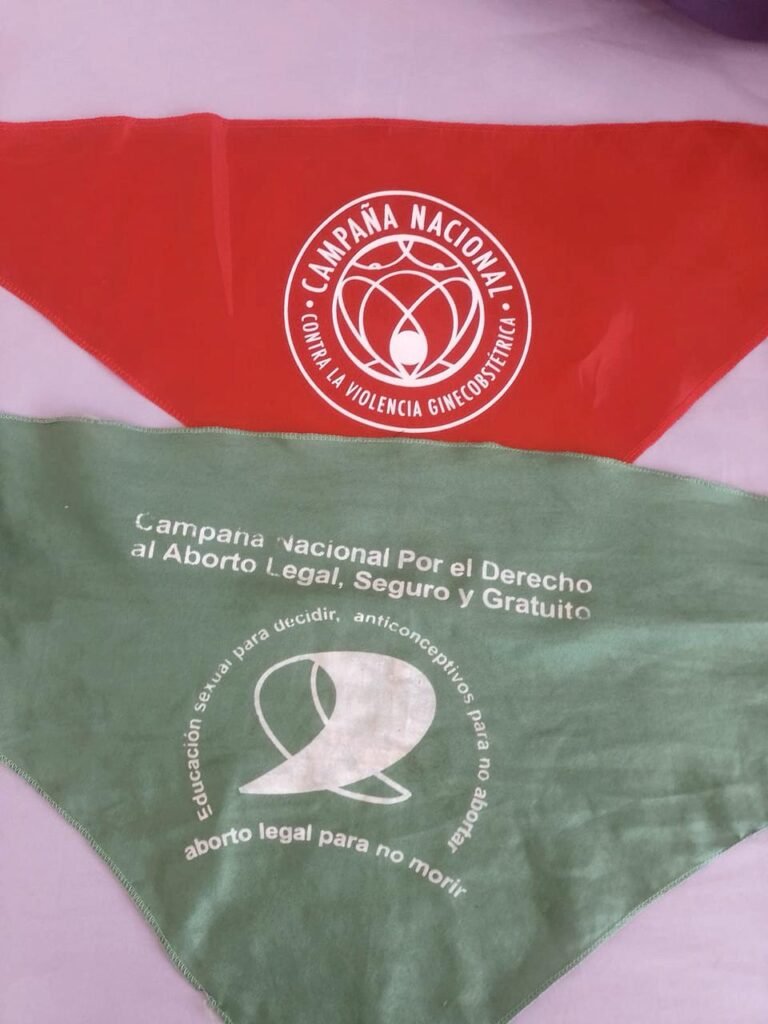 CAMPAÑA NACIONAL
CONTRA LA VIOLENCIA GINECOBSTÉTRICA
Campaña Nacional Por el Derecho
al Aborto Legal, Seguro y Gratuito
Educación sexual para decidir, anticonceptivos para no abortar
aborto legal para no morir